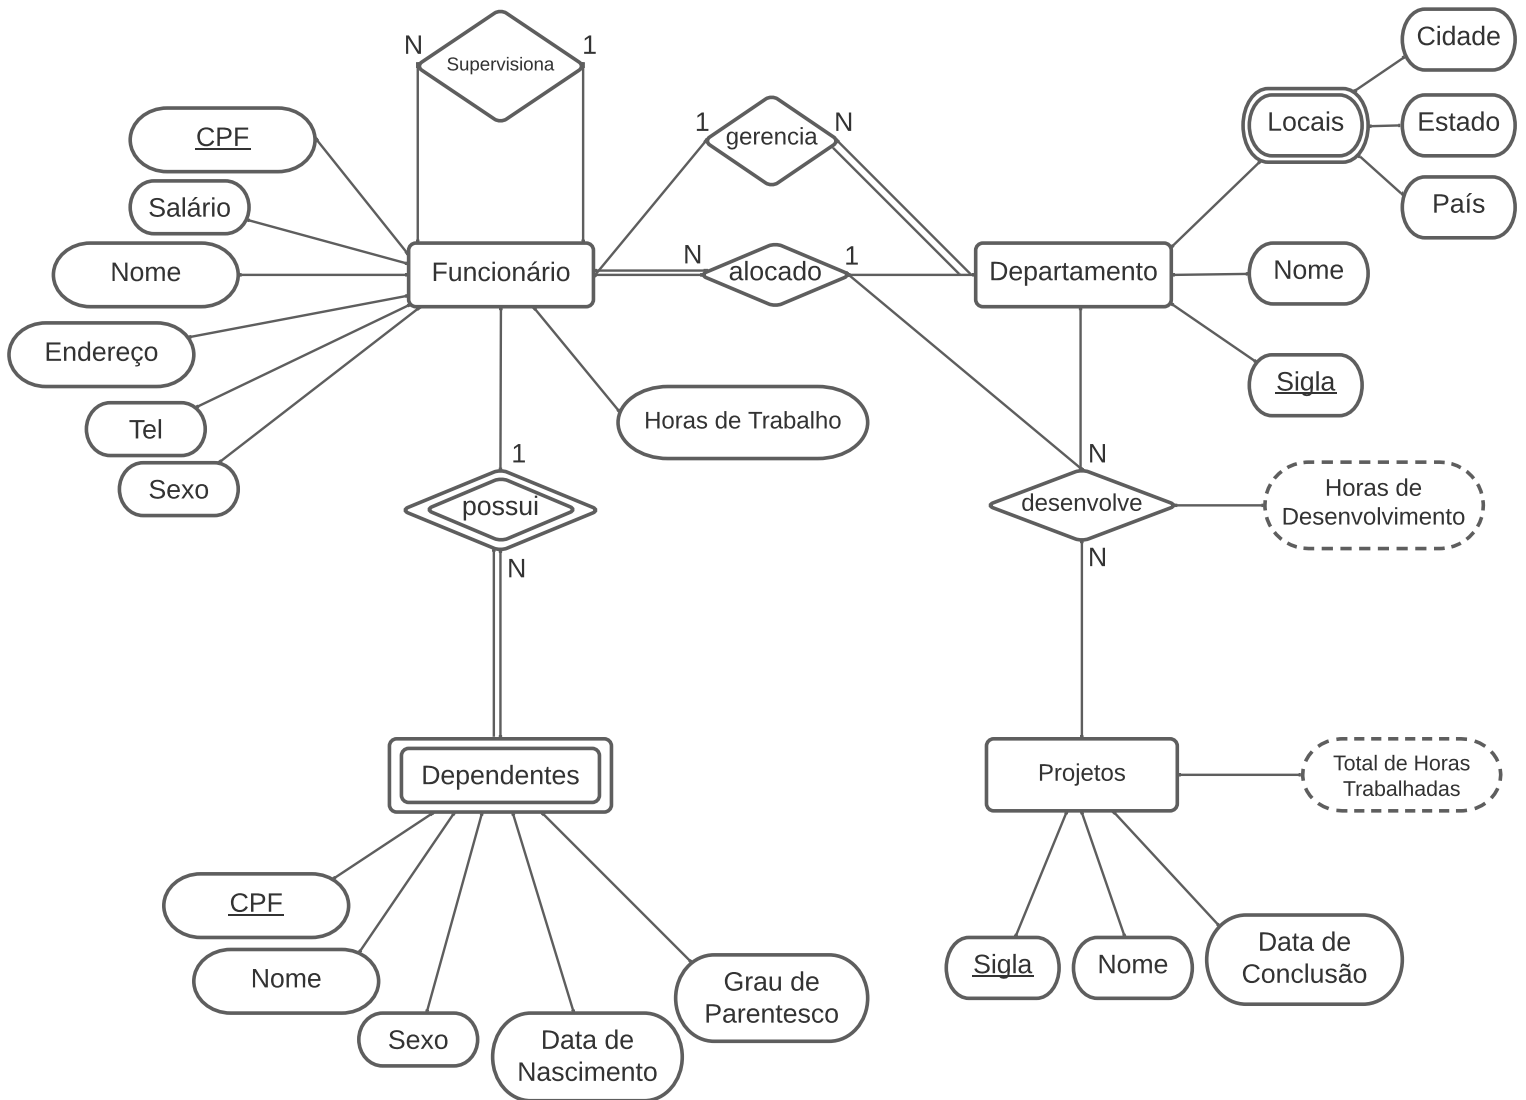 N
Supervisiona
1
Cidade
CPF
1
gerencia
N
Locais
Estado
Salário
País
Nome
Funcionário
N
alocado
1
Departamento
Nome
Endereço
Sigla
Tel
Horas de Trabalho
Sexo
1
possui
N
N
desenvolve
N
Horas de
Desenvolvimento
Dependentes
Projetos
Total de Horas
Trabalhadas
CPF
Nome
Sexo
Data de
Nascimento
Grau de
Parentesco
Sigla
Nome
Data de
Conclusão